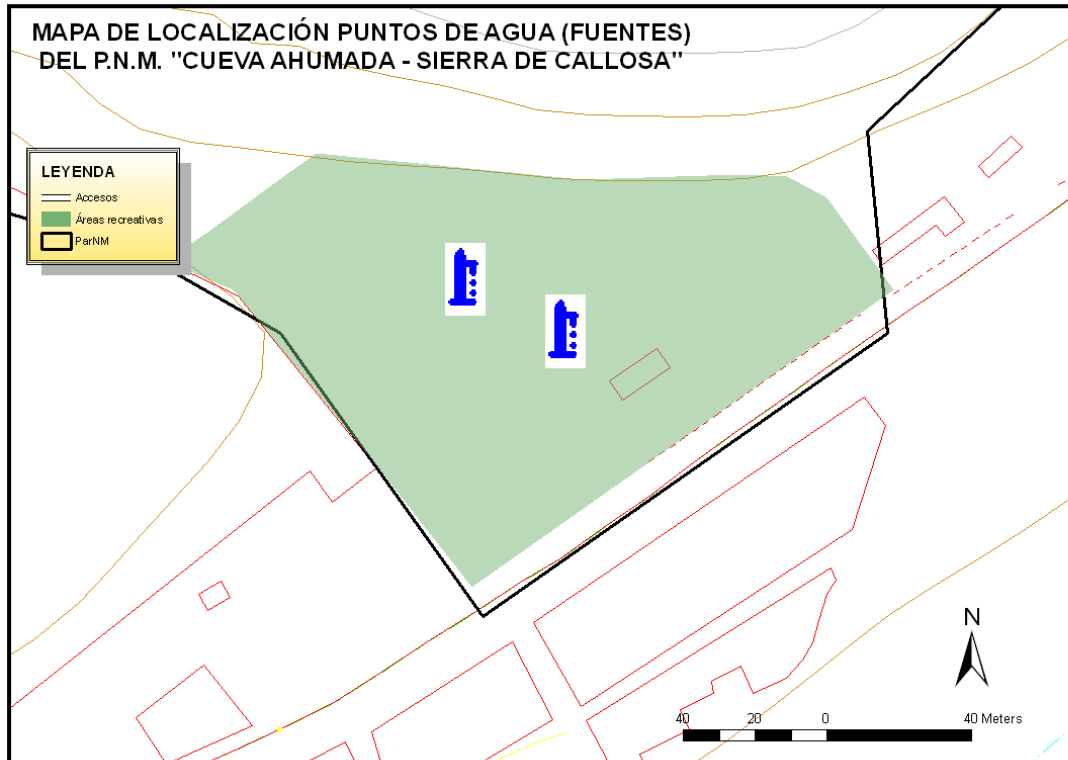 MAPA DE LOCALIZACIÓN PUNTOS DE AGUA (FUENTES)
DEL P.N.M. "CUEVA AHUMADA - SIERRA DE CALLOSA"
LEYENDA
Accesos
Áreas recreativas
ParNM
N
40 20 0 40 Meters